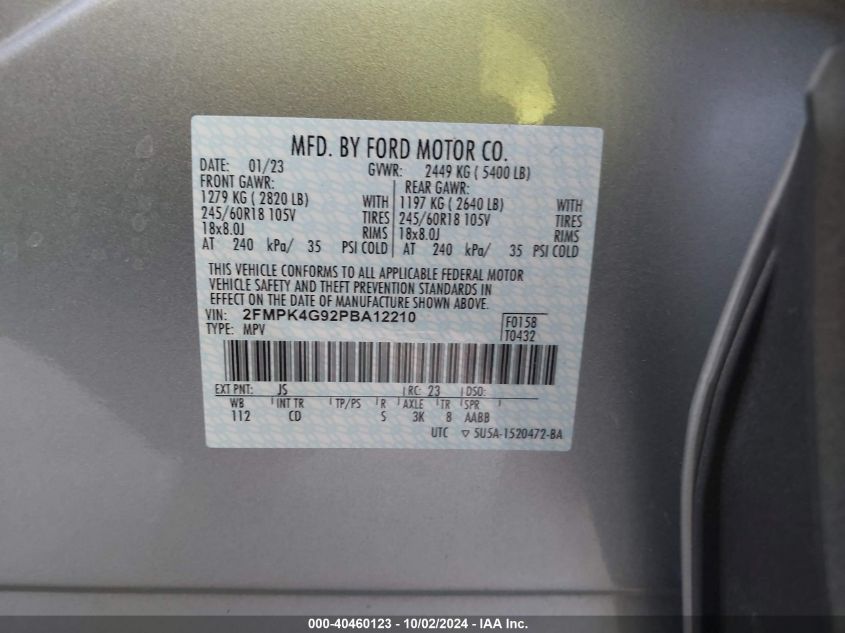 MFD. BY FORD MOTOR CO.
DATE: 01/23 GVWR: 2449 KG ( 5400 LB)
FRONT GAWR: REAR GAWR:
1279 KG ( 2820 LB) WITH 1197 KG ( 2640 LB) WITH
245/60R18 105V TIRES 245/60R18 105V TIRES
18x8.0J RIMS 18x8.0J RIMS
AT 240 kPa/ 35 PSI COLD AT 240 kPa/ 35 PSI COLD
THIS VEHICLE CONFORMS TO ALL APPLICABLE FEDERAL MOTOR
VEHICLE SAFETY AND THEFT PREVENTION STANDARDS IN
EFFECT ON THE DATE OF MANUFACTURE SHOWN ABOVE.
VIN: 2FMPK4G92PBA12210 F0158
TYPE: MPV T0432
EXT PNT: JS RC: 23 DSO:
WB INT TR TP/PS R AXLE TR SPR
112 CD S 3K 8 AABB
UTC ▽ 5U5A-1520472-BA
000-40460123 - 10/02/2024 - IAA Inc.